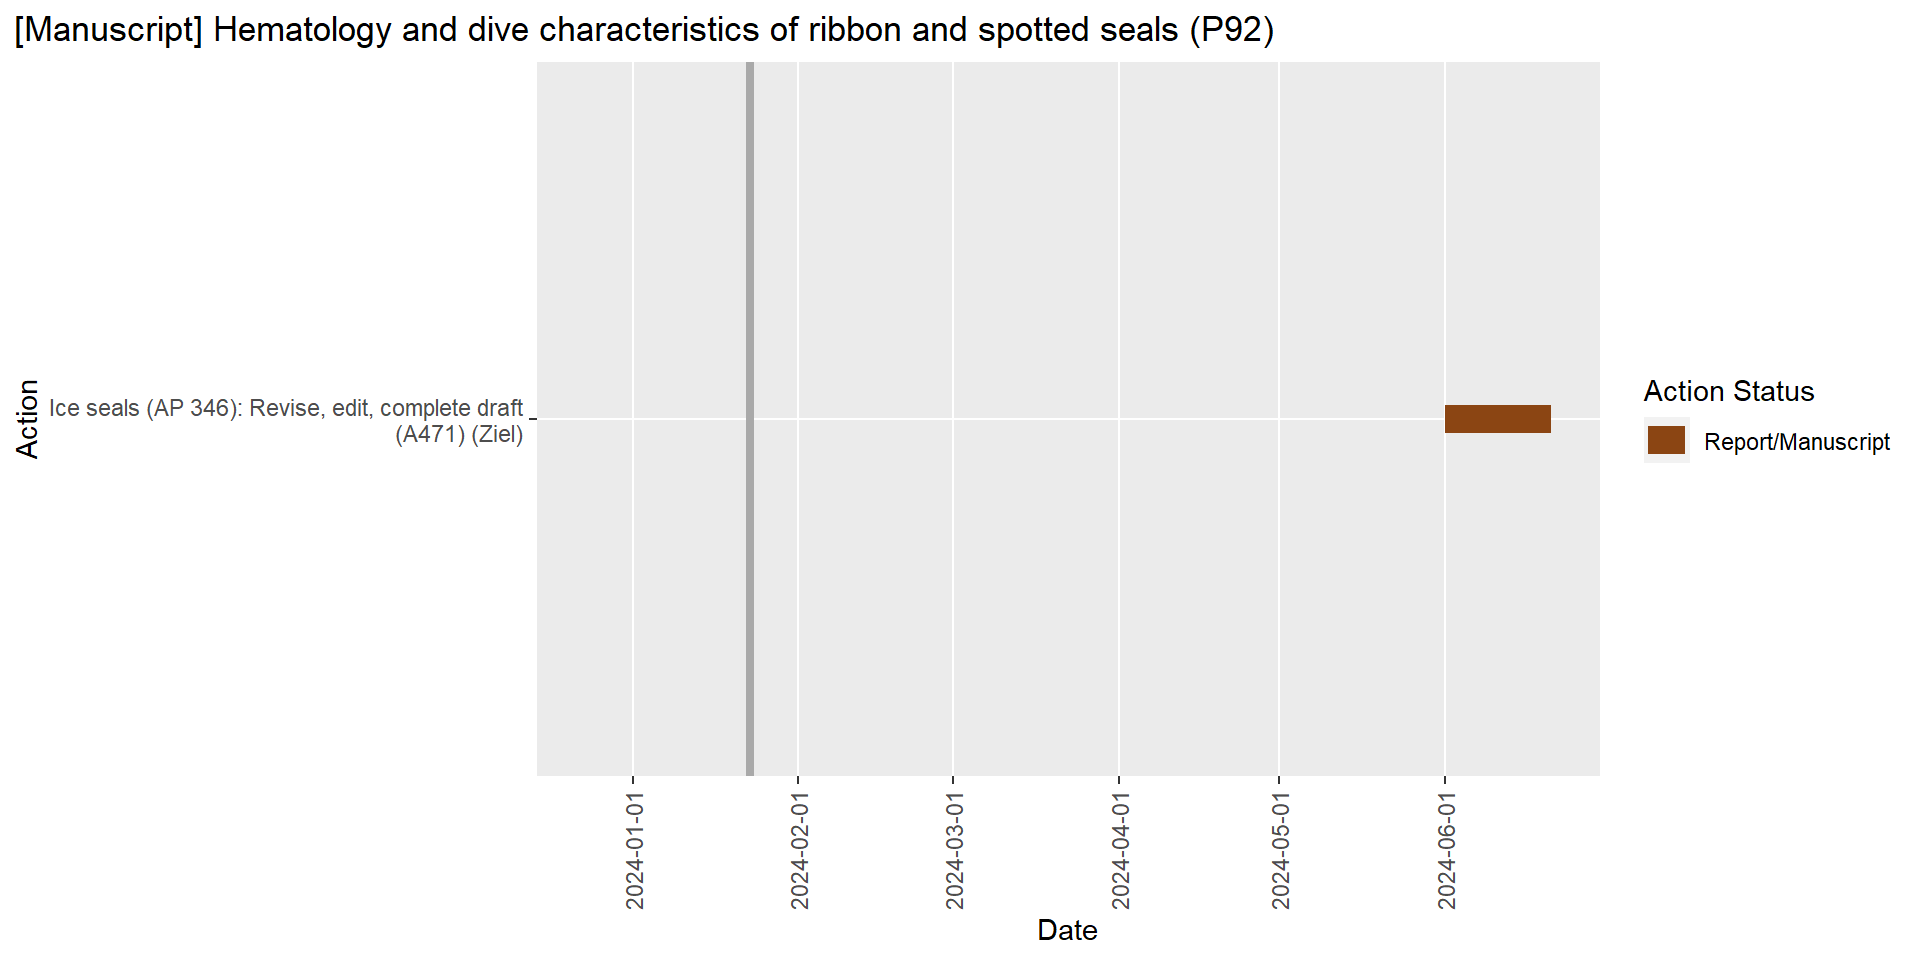 [Manuscript] Hematology and dive characteristics of ribbon and spotted seals (P92)
Action
Ice seals (AP 346): Revise, edit, complete draft
(A471) (Ziel)
Action Status
Report/Manuscript
2024-01-01
2024-02-01
2024-03-01
2024-04-01
2024-05-01
2024-06-01
Date